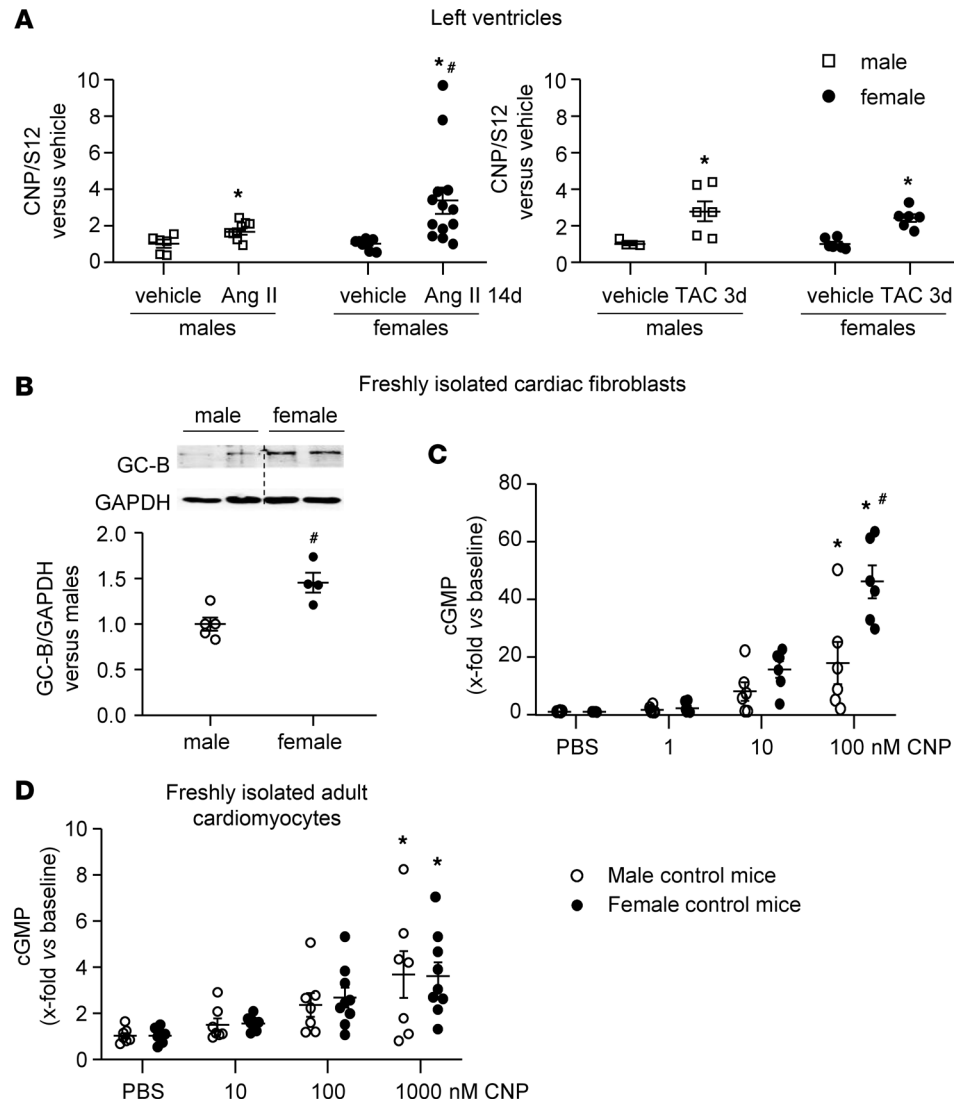 A
Left ventricles
CNP/S12
versus vehicle
10
8
6
4
2
0
*
* #
vehicle Ang II vehicle Ang II 14d
males females
CNP/S12
versus vehicle
10
8
6
4
2
0
*
*
male
female
vehicle TAC 3d vehicle TAC 3d
males females
B
Freshly isolated cardiac fibroblasts
male female
GC-B
GAPDH
GC-B/GAPDH
versus males
2.0
1.5
1.0
0.5
0.0
#
male female
C
cGMP
(x-fold vs baseline)
80
60
40
20
0
*
* #
PBS 1 10 100 nM CNP
D
Freshly isolated adult
cardiomyocytes
cGMP
(x-fold vs baseline)
10
8
6
4
2
0
*
*
PBS 10 100 1000 nM CNP
Male control mice
Female control mice